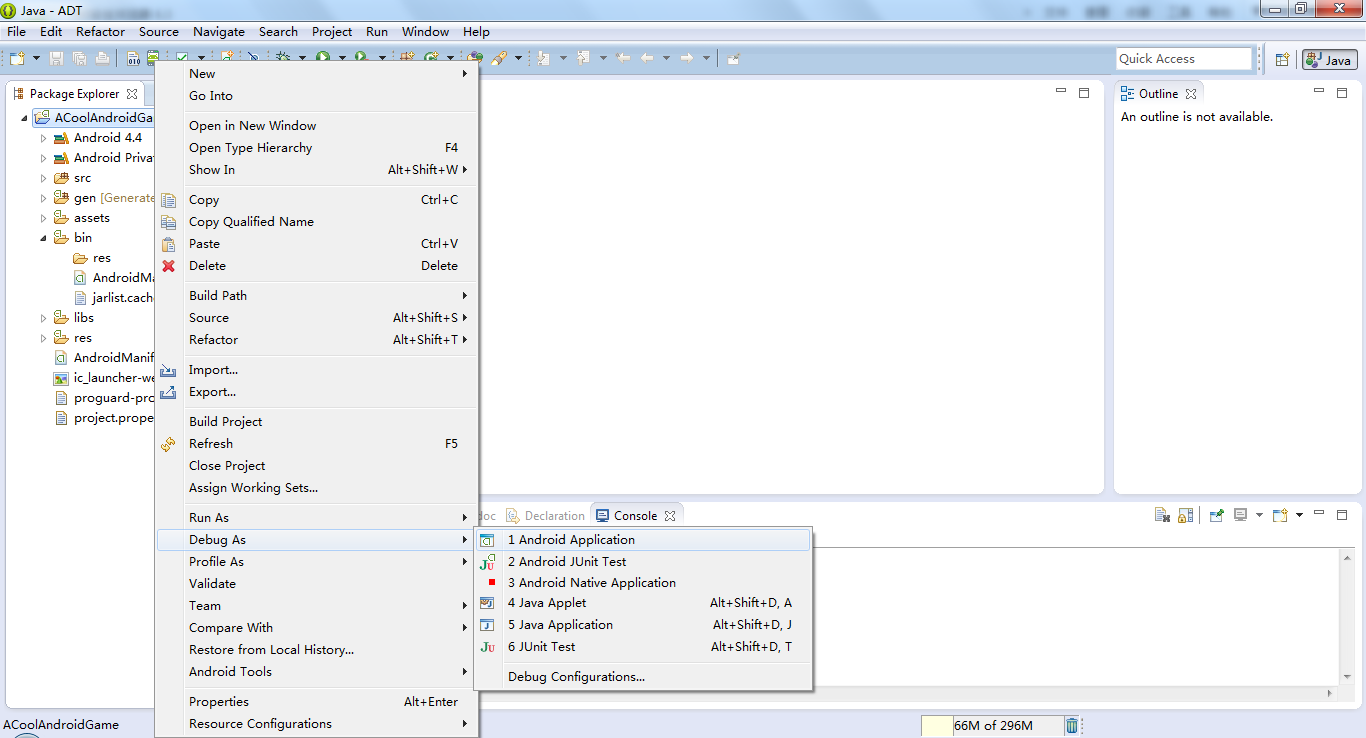 Java - ADT
File Edit Refactor Source Navigate Search Project Run Window Help
Quick Access
Java
Package Explorer
ACoolAndroidGa
Android 4.4
Android Priva
src
gen [Generate
assets
bin
res
AndroidMa
jarlist.cach
libs
res
AndroidManif
ic_launcher-we
proguard-pro
project.prope
New
Go Into
Open in New Window
Open Type Hierarchy F4
Show In Alt+Shift+W
Copy Ctrl+C
Copy Qualified Name
Paste Ctrl+V
Delete Delete
Build Path
Source Alt+Shift+S
Refactor Alt+Shift+T
Import...
Export...
Build Project
Refresh F5
Close Project
Assign Working Sets...
Run As
Debug As
Profile As
Validate
Team
Compare With
Restore from Local History...
Android Tools
Properties Alt+Enter
Resource Configurations
Outline
An outline is not available.
doc Declaration Console
1 Android Application
2 Android JUnit Test
3 Android Native Application
4 Java Applet Alt+Shift+D, A
5 Java Application Alt+Shift+D, J
6 JUnit Test Alt+Shift+D, T
Debug Configurations...
ACoolAndroidGame
66M of 296M